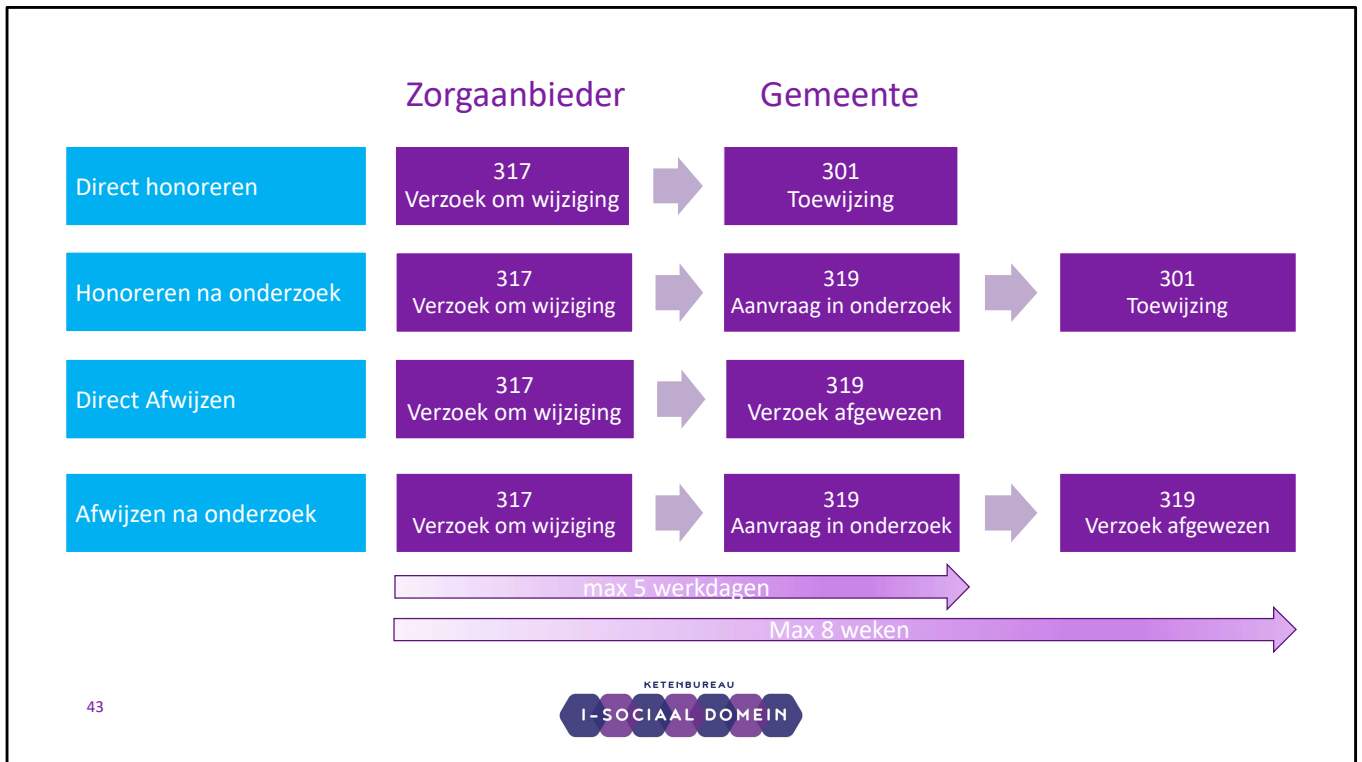 Zorgaanbieder
Gemeente
Direct honoreren
317
Verzoek om wijziging
301
Toewijzing
Honoreren na onderzoek
317
Verzoek om wijziging
319
Aanvraag in onderzoek
301
Toewijzing
Direct Afwijzen
317
Verzoek om wijziging
319
Verzoek afgewezen
Afwijzen na onderzoek
317
Verzoek om wijziging
319
Aanvraag in onderzoek
319
Verzoek afgewezen
max 5 werkdagen
Max 8 weken
43
KETENBUREAU
I-SOCIAAL DOMEIN